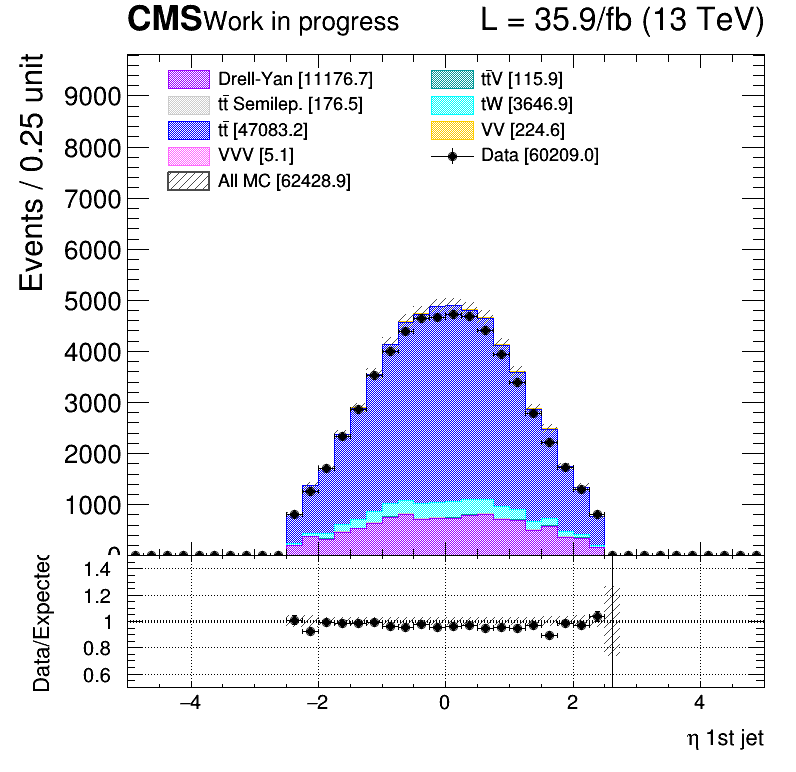 CMS Work in progress L = 35.9/fb (13 TeV)
Events / 0.25 unit
9000
8000
7000
6000
5000
4000
3000
2000
1000
0
Drell-Yan [11176.7]
tt̄ Semilep. [176.5]
tt̄ [47083.2]
VVV [5.1]
All MC [62428.9]
tt̄V [115.9]
tW [3646.9]
VV [224.6]
Data [60209.0]
Data/Expected
1.4
1.2
1
0.8
0.6
−4 −2 0 2 4
η 1st jet